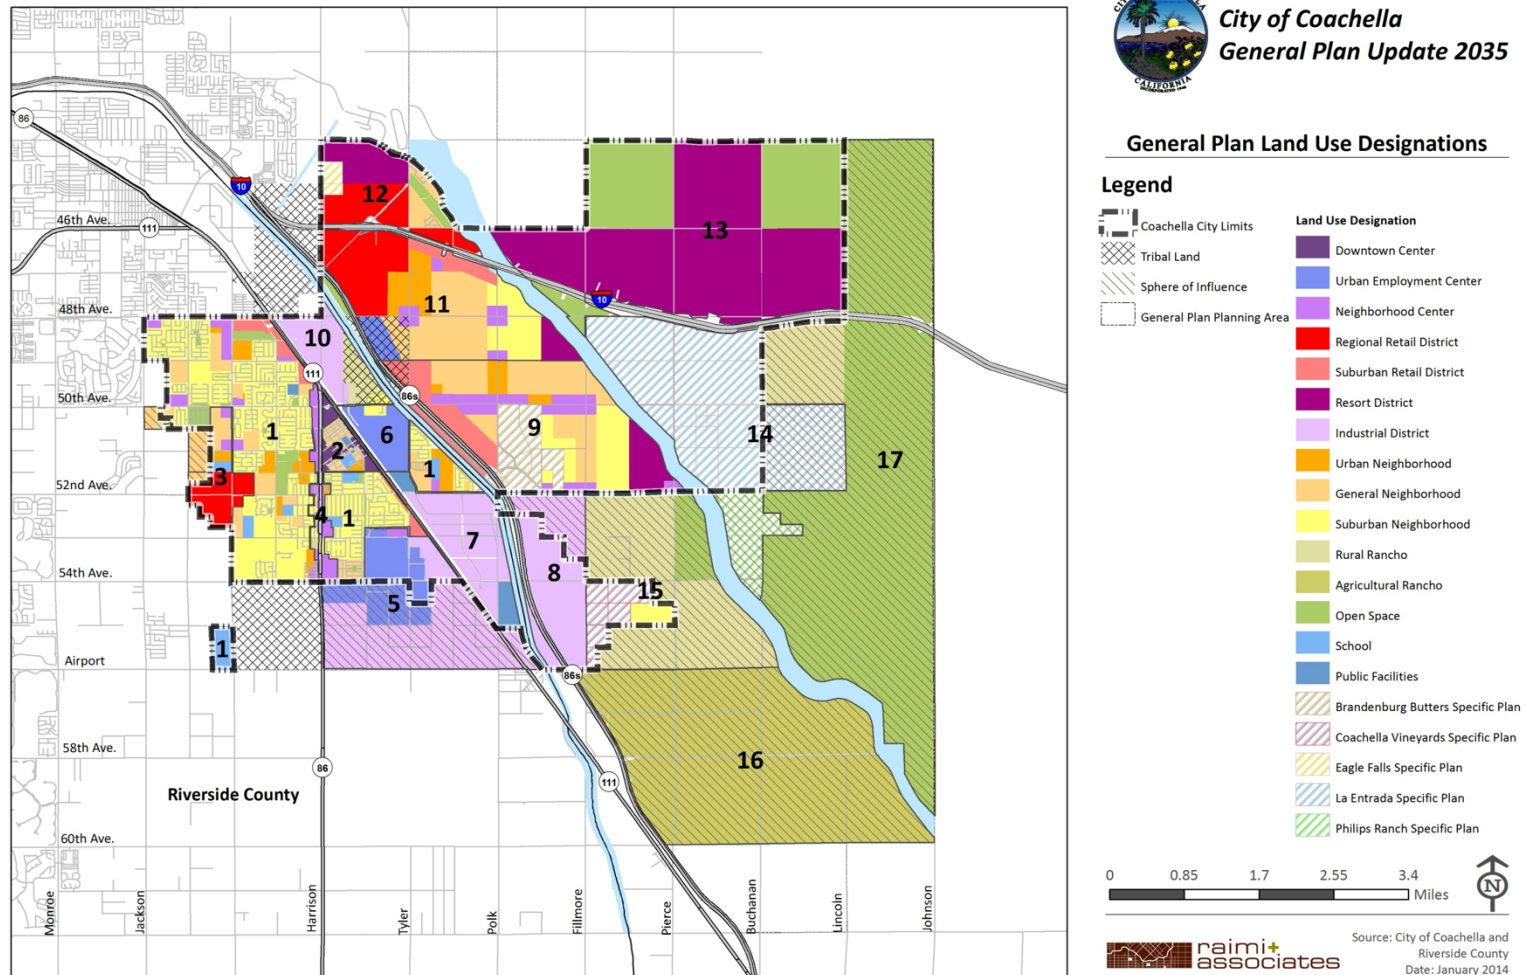 City of Coachella
General Plan Update 2035
CALIFORNIA
General Plan Land Use Designations
Legend
Coachella City Limits
Tribal Land
Sphere of Influence
General Plan Planning Area
Land Use Designation
Downtown Center
Urban Employment Center
Neighborhood Center
Regional Retail District
Suburban Retail District
Resort District
Industrial District
Urban Neighborhood
General Neighborhood
Suburban Neighborhood
Rural Rancho
Agricultural Rancho
Open Space
School
Public Facilities
Brandenburg Butters Specific Plan
Coachella Vineyards Specific Plan
Eagle Falls Specific Plan
La Entrada Specific Plan
Philips Ranch Specific Plan
0 0.85 1.7 2.55 3.4
Miles
N
raimi+
associates
Source: City of Coachella and
Riverside County
Date: January 2014
86
10
12
46th Ave.
111
13
10
48th Ave.
11
10
111
50th Ave.
86s
1
2
6
9
14
1
17
52nd Ave.
3
4
1
7
8
54th Ave.
5
15
1
Airport
86s
58th Ave.
86
16
111
Riverside County
60th Ave.
Monroe
Jackson
Harrison
Tyler
Polk
Fillmore
Pierce
Buchanan
Lincoln
Johnson